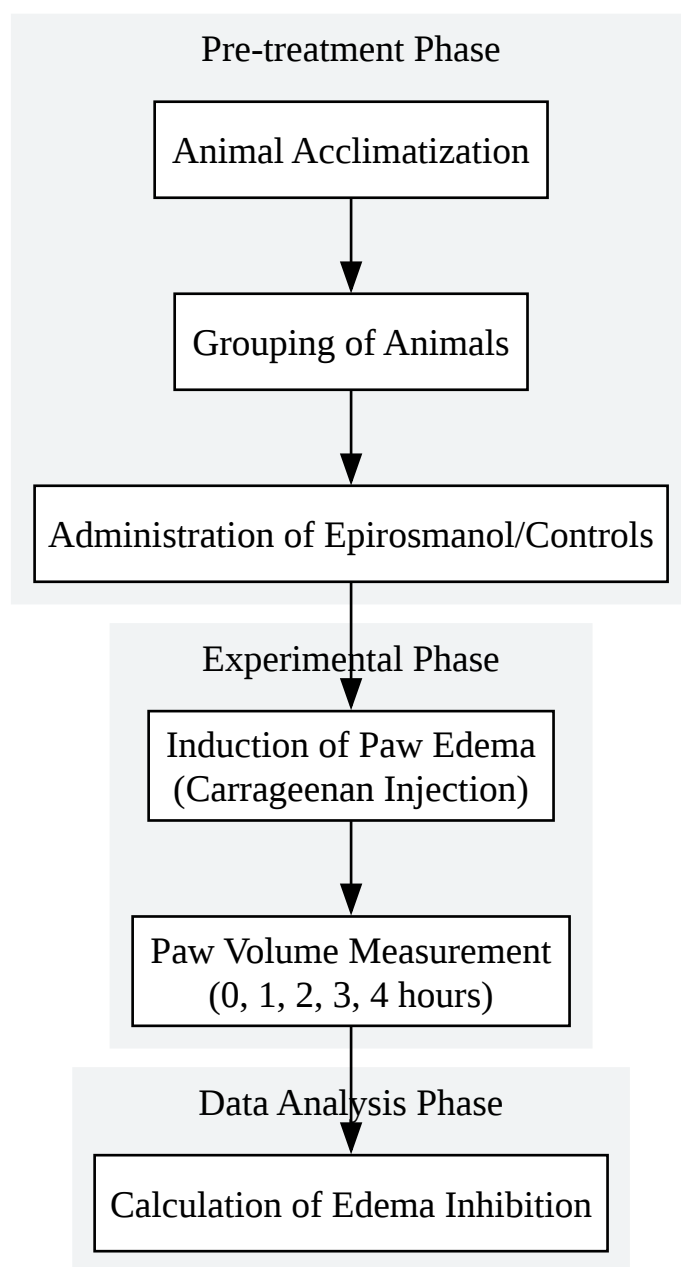 Pre-treatment Phase
Animal Acclimatization
Grouping of Animals
Administration of Epirosmanol/Controls
Experimental Phase
Induction of Paw Edema
(Carrageenan Injection)
Paw Volume Measurement
(0, 1, 2, 3, 4 hours)
Data Analysis Phase
Calculation of Edema Inhibition